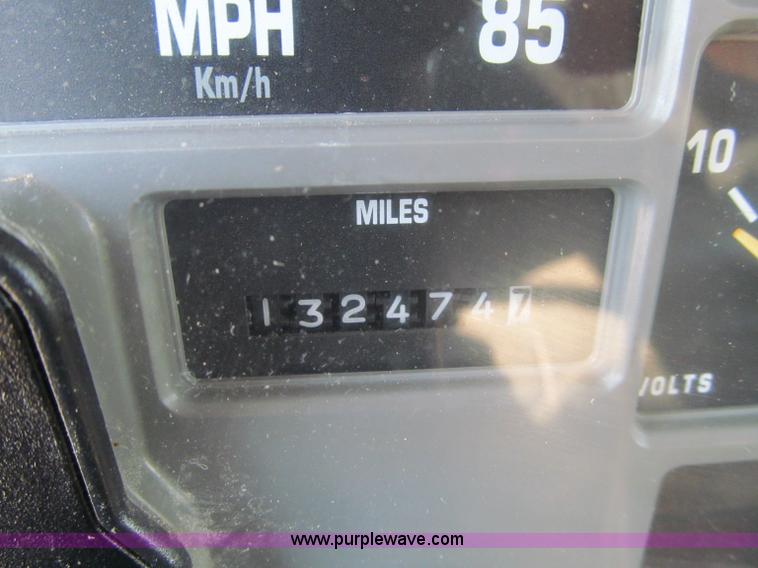 MPH 85
Km/h
10
MILES
1324747
VOLTS
www.purplewave.com